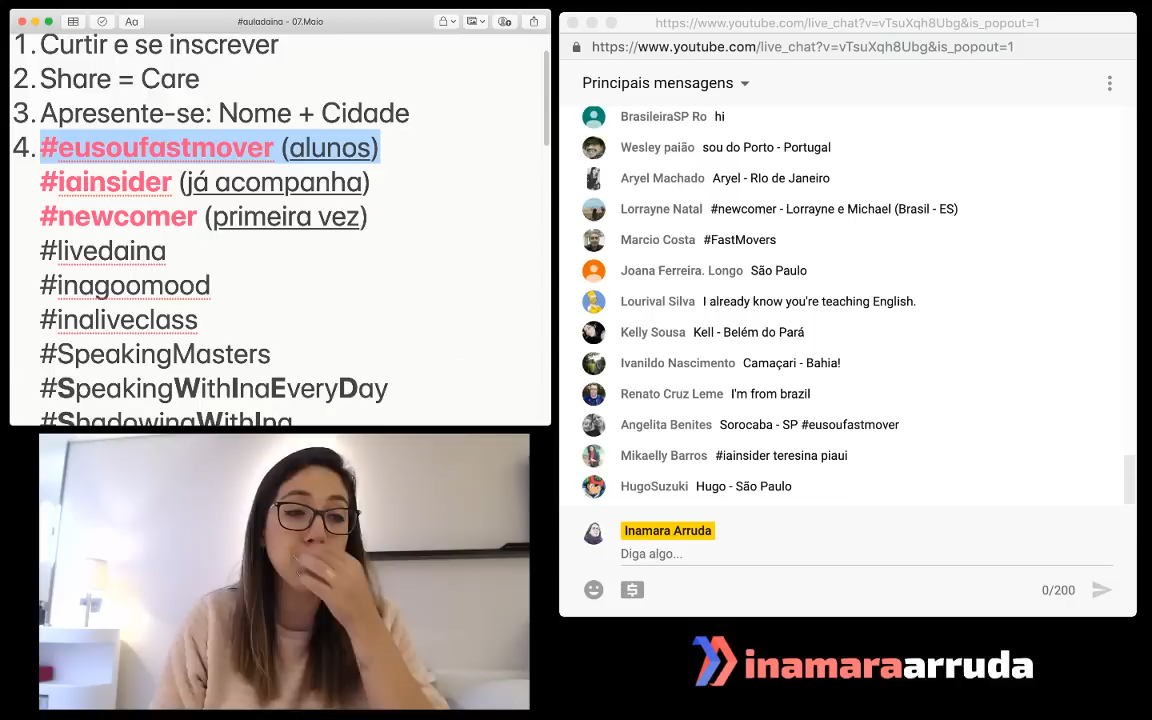 #auladaina - 07.Maio
1. Curtir e se inscrever
2. Share = Care
3. Apresente-se: Nome + Cidade
4. #eusoufastmover (alunos)
#iainsider (já acompanha)
#newcomer (primeira vez)
#livedaina
#inagoomood
#inaliveclass
#SpeakingMasters
#SpeakingWithInaEveryDay
#ShadowingWithIna
https://www.youtube.com/live_chat?v=vTsuXqh8Ubg&is_popout=1
https://www.youtube.com/live_chat?v=vTsuXqh8Ubg&is_popout=1
Principais mensagens
BrasileiraSP Ro hi
Wesley paião sou do Porto - Portugal
Aryel Machado Aryel - RIo de Janeiro
Lorrayne Natal #newcomer - Lorrayne e Michael (Brasil - ES)
Marcio Costa #FastMovers
Joana Ferreira. Longo São Paulo
Lourival Silva I already know you're teaching English.
Kelly Sousa Kell - Belém do Pará
Ivanildo Nascimento Camaçari - Bahia!
Renato Cruz Leme I'm from brazil
Angelita Benites Sorocaba - SP #eusoufastmover
Mikaelly Barros #iainsider teresina piaui
HugoSuzuki Hugo - São Paulo
Inamara Arruda
Diga algo...
0/200
inamaraarruda